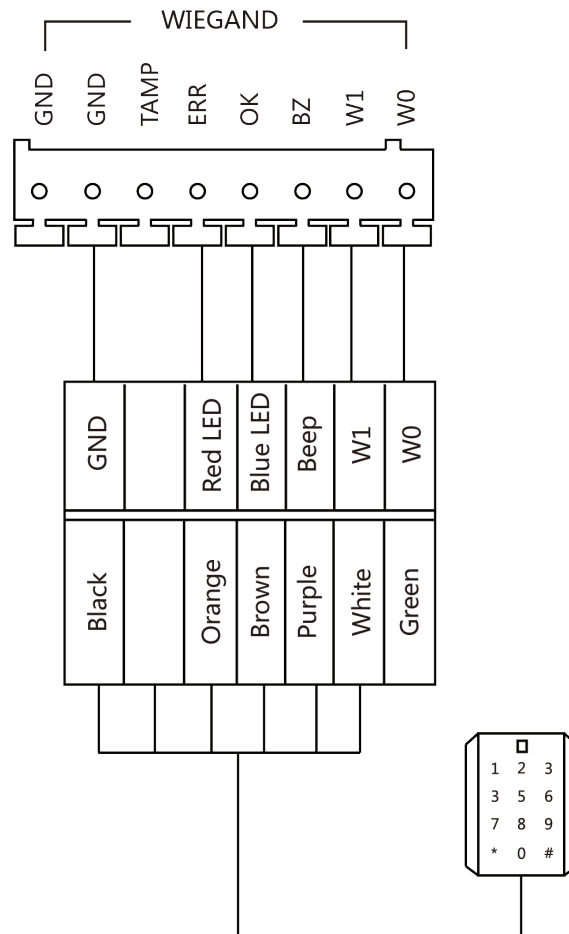 WIEGAND
GND GND TAMP ERR OK BZ W1 W0
GND Red LED Blue LED Beep W1 W0
Black Orange Brown Purple White Green
1 2 3
3 5 6
7 8 9
* 0 #